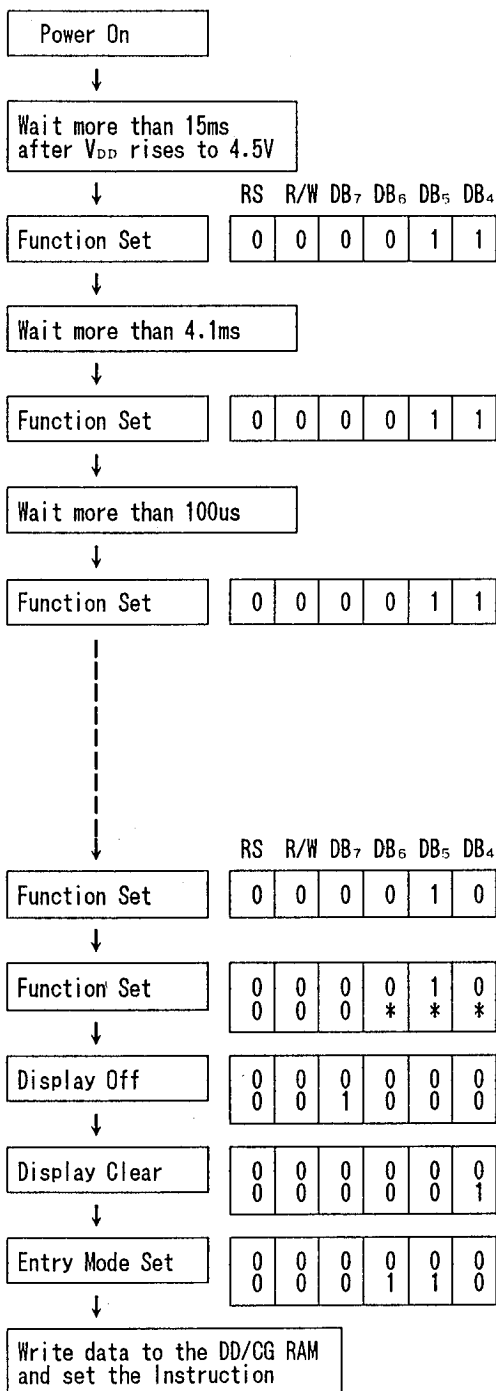 Power On
↓
Wait more than 15ms
after VDD rises to 4.5V
↓
RS R/W DB7 DB6 DB5 DB4
Function Set 0 0 0 0 1 1
↓
Wait more than 4.1ms
↓
Function Set 0 0 0 0 1 1
↓
Wait more than 100us
↓
Function Set 0 0 0 0 1 1
RS R/W DB7 DB6 DB5 DB4
Function Set 0 0 0 0 1 0
↓
Function Set 0 0 0 0 1 0
0 0 0 * * *
↓
Display Off 0 0 0 0 0 0
0 0 1 0 0 0
↓
Display Clear 0 0 0 0 0 0
0 0 0 0 0 1
↓
Entry Mode Set 0 0 0 0 0 0
0 0 0 1 1 0
↓
Write data to the DD/CG RAM
and set the Instruction